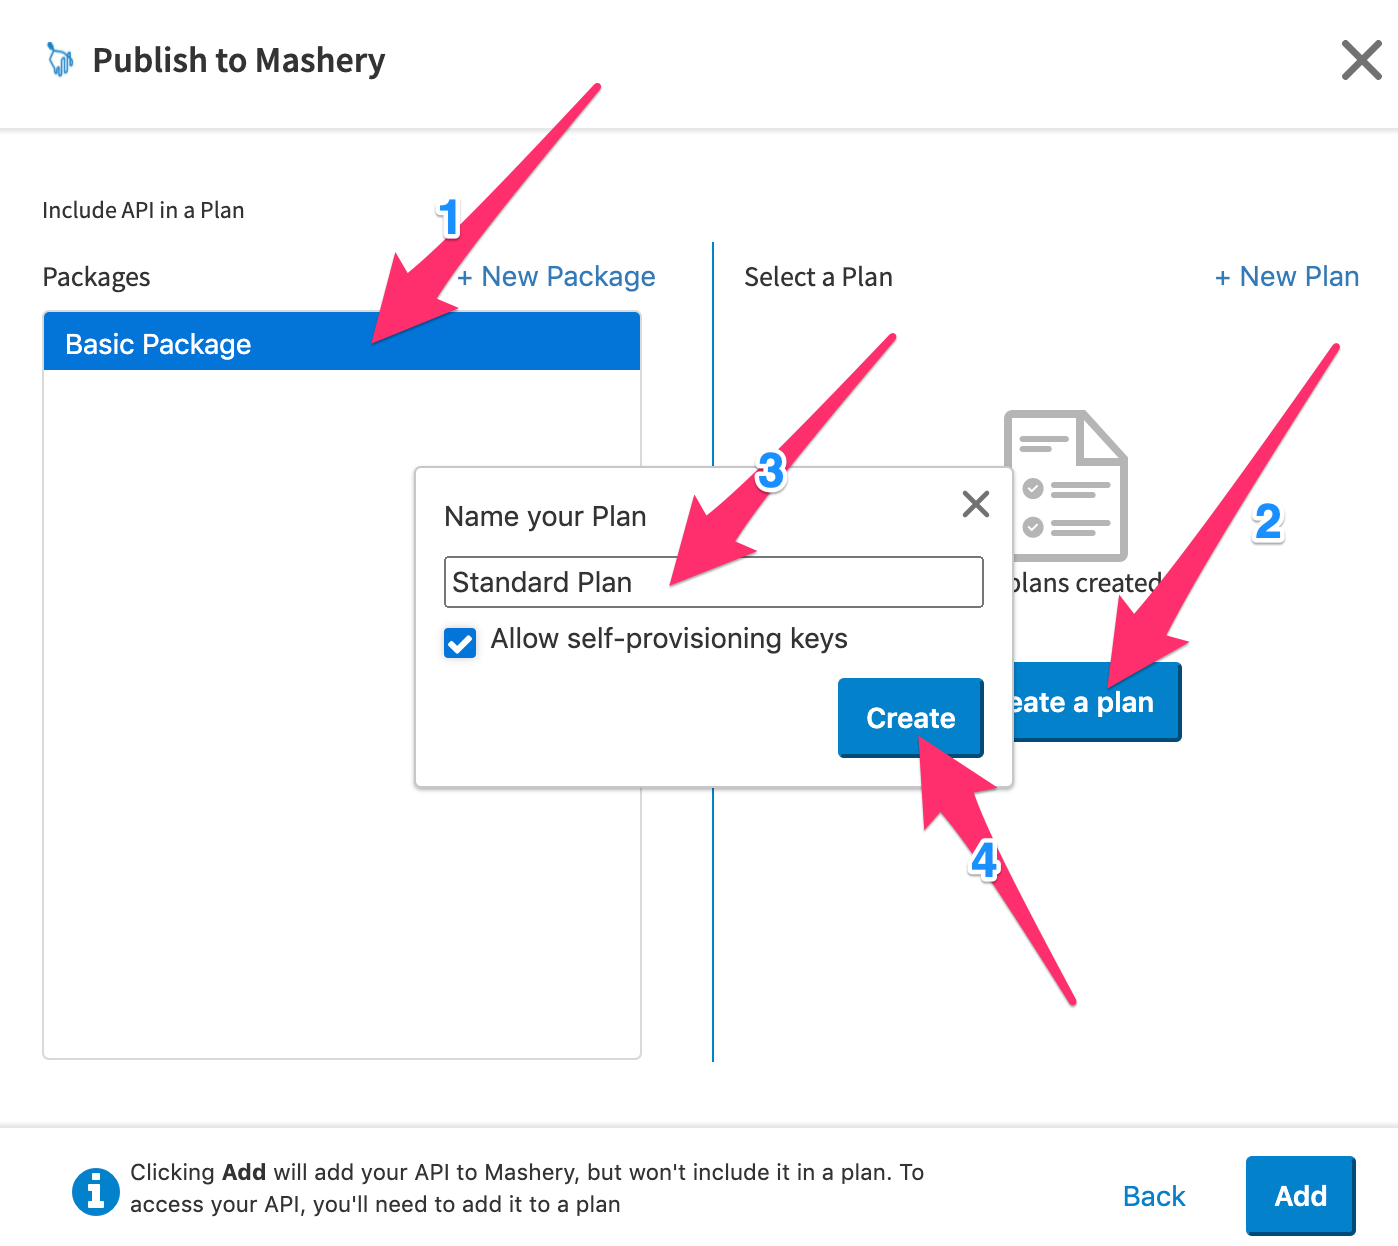 Publish to Mashery
Include API in a Plan
1
Packages
+ New Package
Select a Plan
+ New Plan
Basic Package
3
Name your Plan
2
Standard Plan
plans created
Allow self-provisioning keys
eate a plan
Create
4
Clicking Add will add your API to Mashery, but won't include it in a plan. To
access your API, you'll need to add it to a plan
Back
Add